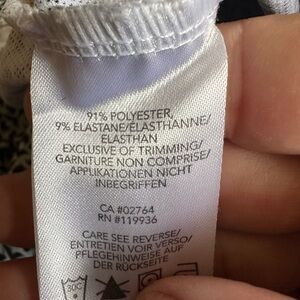 91% POLYESTER,
9% ELASTANE/ELASTHANNE/
ELASTHAN
EXCLUSIVE OF TRIMMING/
GARNITURE NON COMPRISE/
APPLIKATIONEN NICHT
INBEGRIFFEN
CA #02764
RN #119936
CARE SEE REVERSE/
ENTRETIEN VOIR VERSO/
PFLEGEHINWEISE AUF
DER RÜCKSEITE
30C